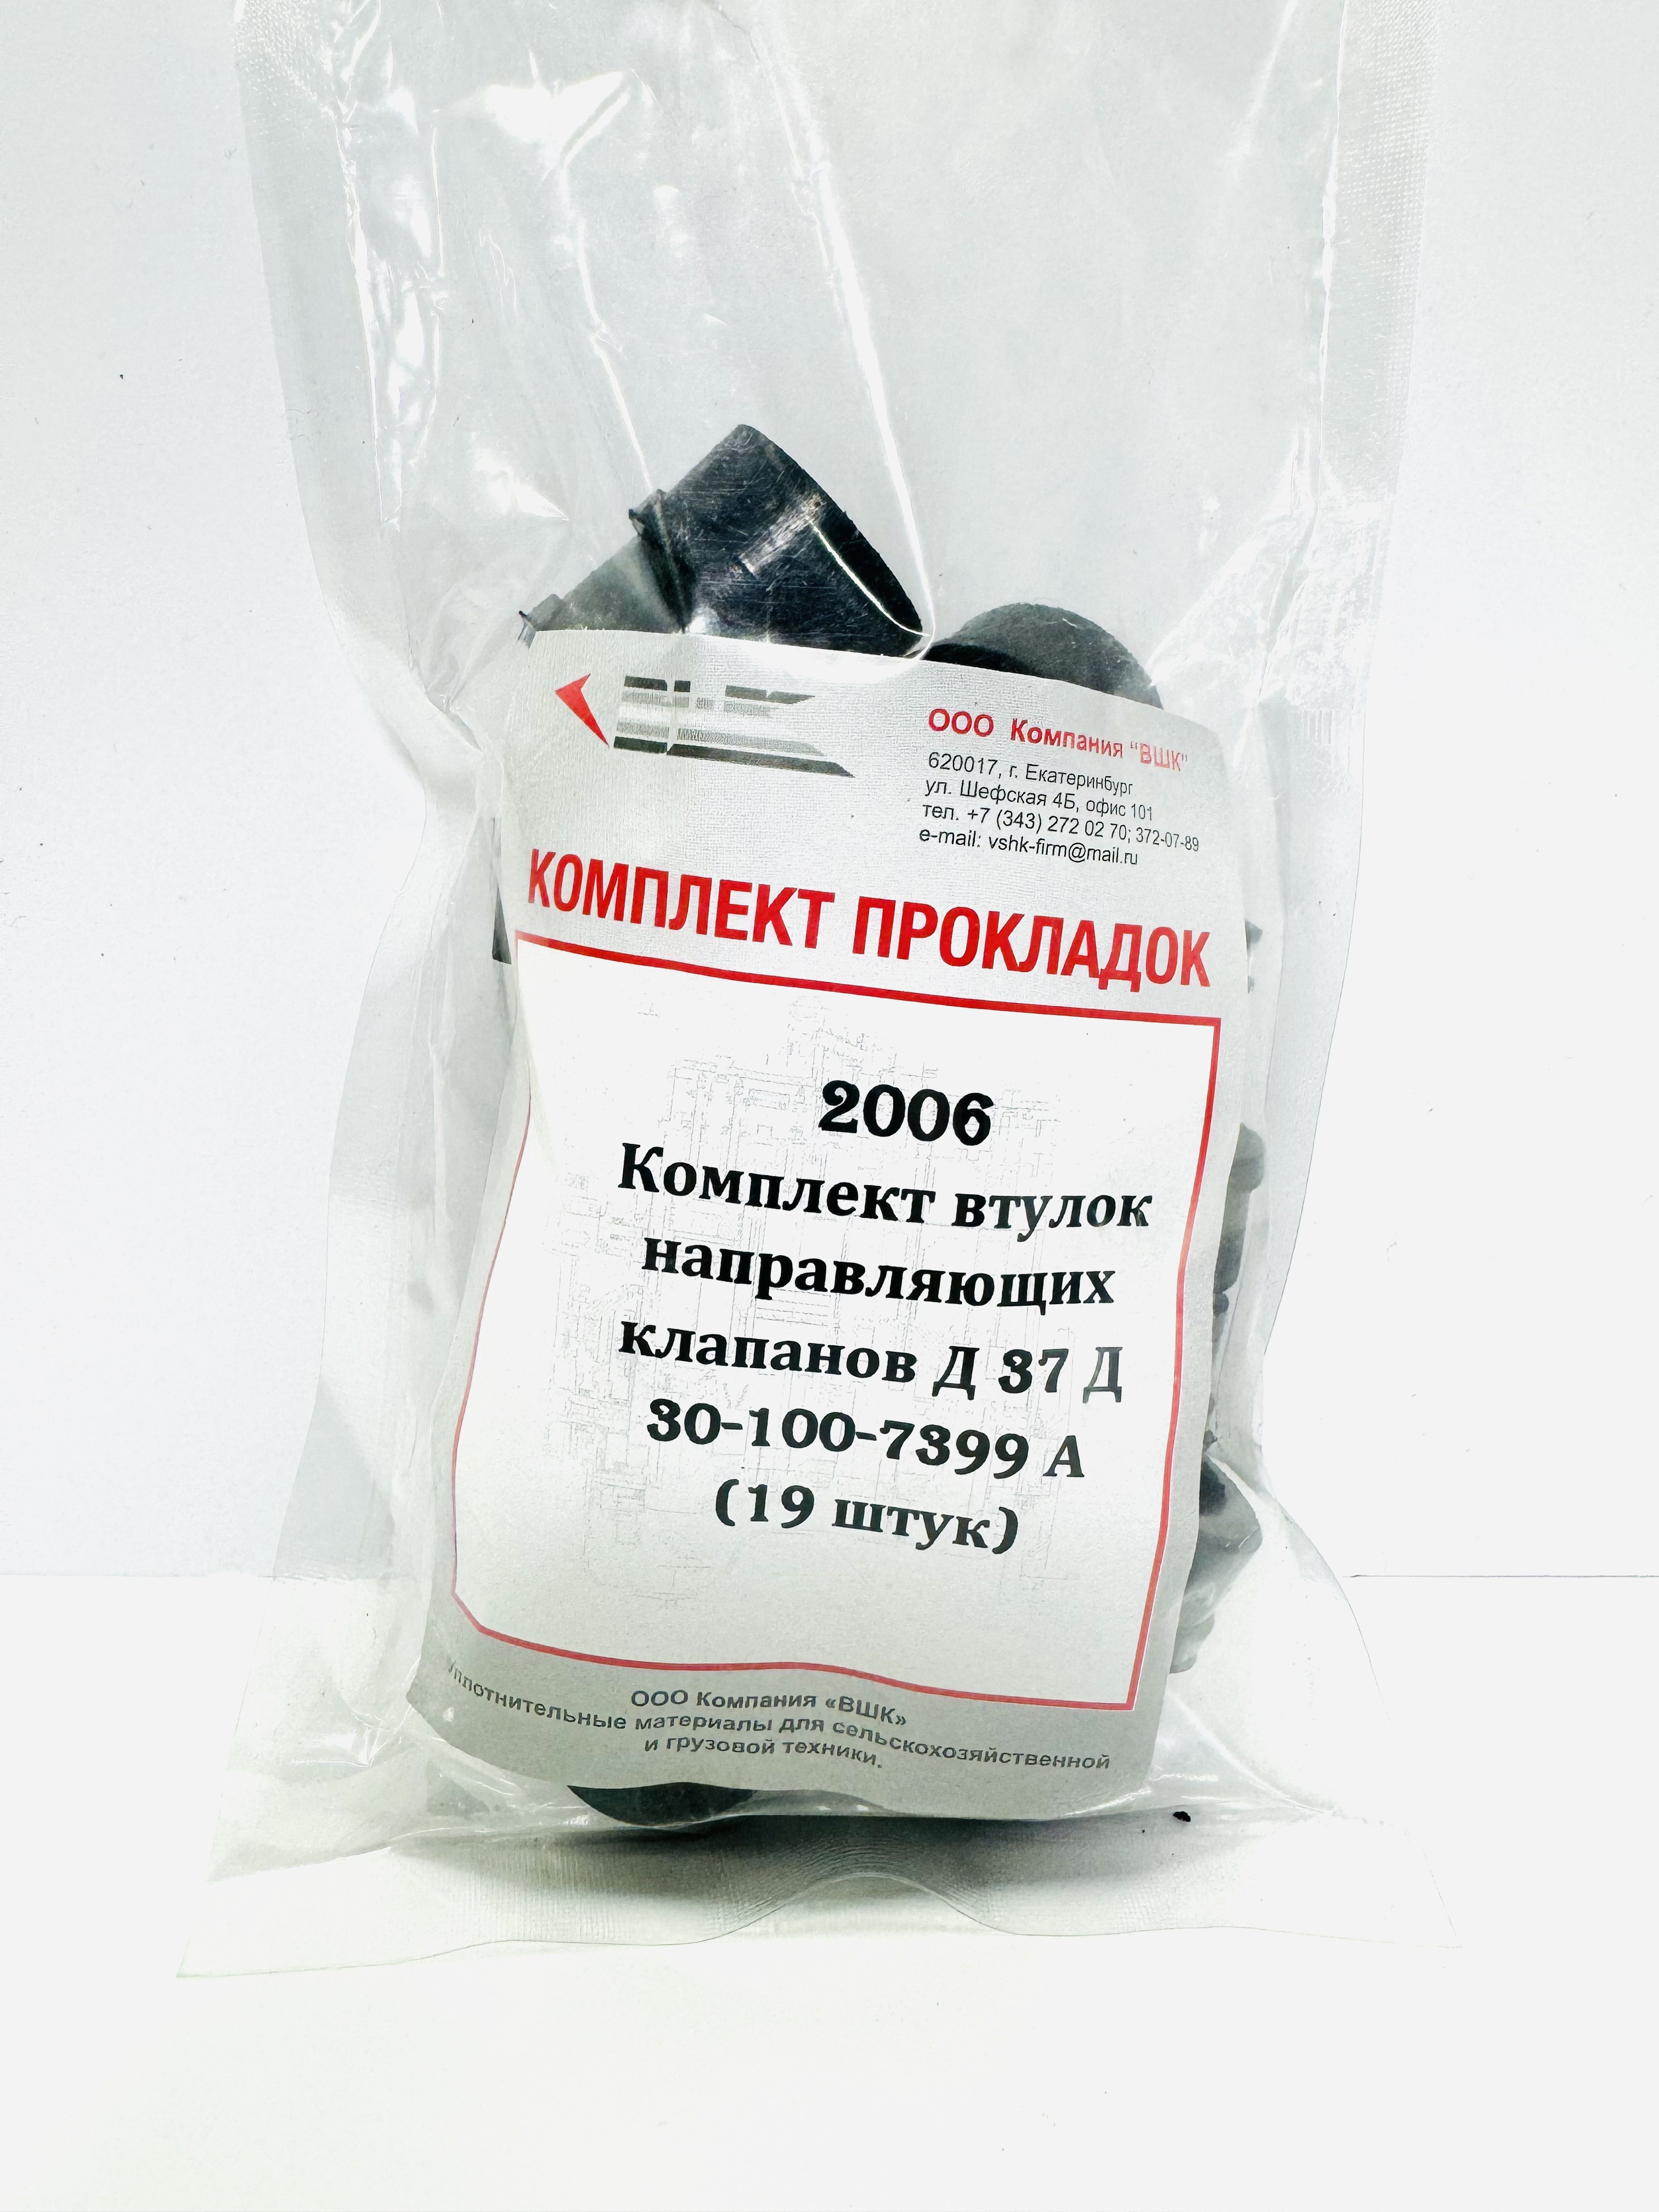 ВШК
ООО Компания "ВШК"
620017, г. Екатеринбург
ул. Шефская 4Б, офис 101
тел. +7 (343) 272 02 70; 372-07-89
e-mail: vshk-firm@mail.ru
КОМПЛЕКТ ПРОКЛАДОК
2006
Комплект втулок
направляющих
клапанов Д 37 Д
30-100-7399 А
(19 штук)
ООО Компания «ВШК»
Уплотнительные материалы для сельскохозяйственной
и грузовой техники.